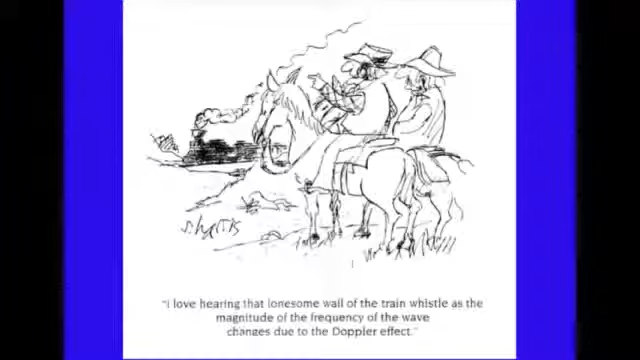 S. harris
"I love hearing that lonesome wail of the train whistle as the
magnitude of the frequency of the wave
changes due to the Doppler effect."